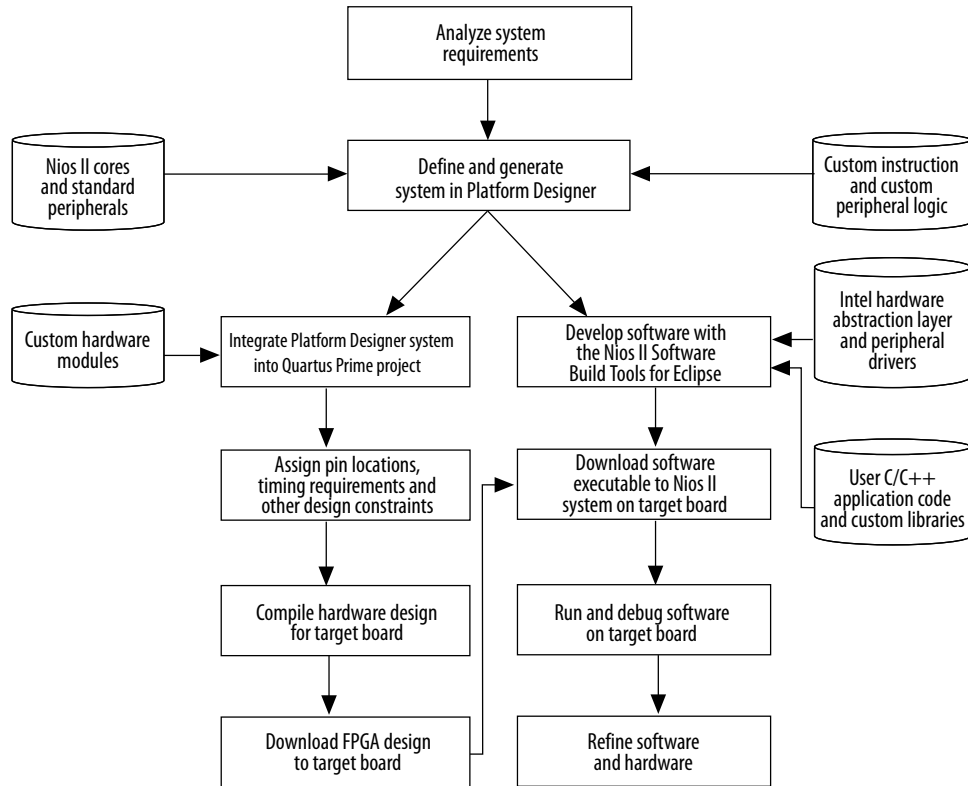 Analyze system
requirements
Nios II cores
and standard
peripherals
Define and generate
system in Platform Designer
Custom instruction
and custom
peripheral logic
Custom hardware
modules
Integrate Platform Designer system
into Quartus Prime project
Develop software with
the Nios II Software
Build Tools for Eclipse
Intel hardware
abstraction layer
and peripheral
drivers
Assign pin locations,
timing requirements and
other design constraints
Download software
executable to Nios II
system on target board
User C/C++
application code
and custom libraries
Compile hardware design
for target board
Run and debug software
on target board
Download FPGA design
to target board
Refine software
and hardware